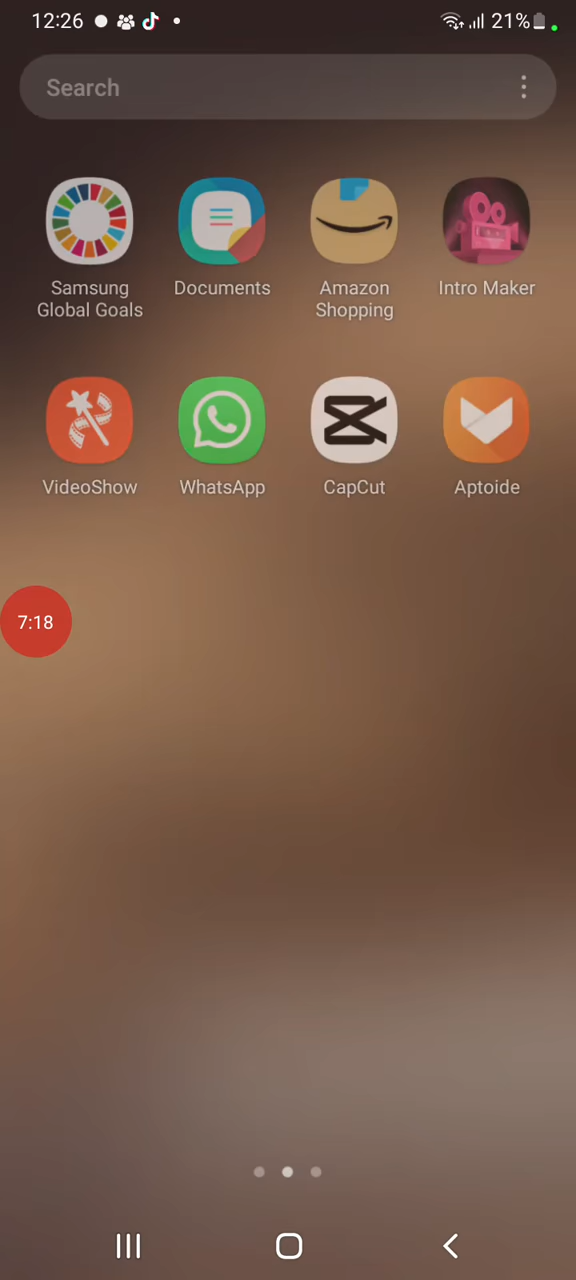 12:26
21%
Search
Samsung
Global Goals
Documents
Amazon
Shopping
Intro Maker
VideoShow
WhatsApp
CapCut
Aptoide
7:18